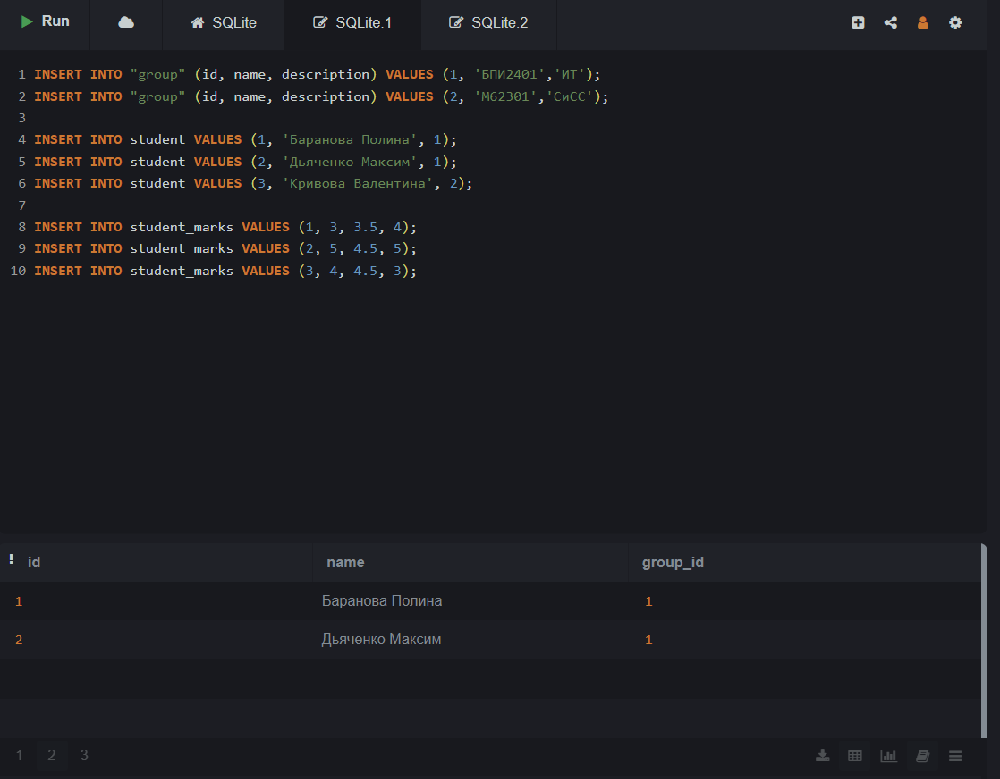 Run SQLite SQLite.1 SQLite.2
1 INSERT INTO "group" (id, name, description) VALUES (1, 'БПИ2401','ИТ');
2 INSERT INTO "group" (id, name, description) VALUES (2, 'М62301','СиСС');
3
4 INSERT INTO student VALUES (1, 'Баранова Полина', 1);
5 INSERT INTO student VALUES (2, 'Дьяченко Максим', 1);
6 INSERT INTO student VALUES (3, 'Кривова Валентина', 2);
7
8 INSERT INTO student_marks VALUES (1, 3, 3.5, 4);
9 INSERT INTO student_marks VALUES (2, 5, 4.5, 5);
10 INSERT INTO student_marks VALUES (3, 4, 4.5, 3);
id name group_id
1 Баранова Полина 1
2 Дьяченко Максим 1
1 2 3